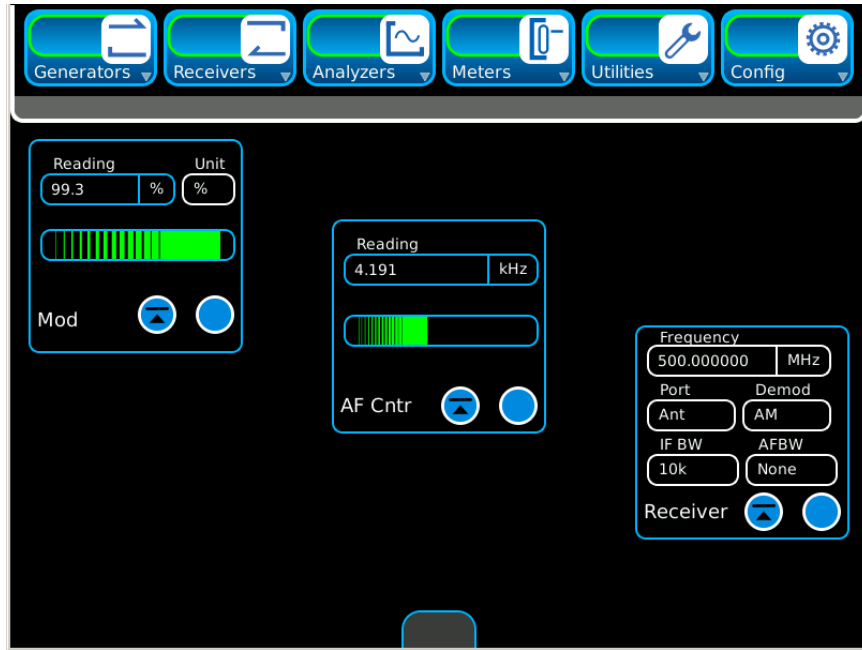 Generators Receivers Analyzers Meters Utilities Config
Reading Unit
99.3 % %
Mod
Reading
4.191 kHz
AF Cntr
Frequency
500.000000 MHz
Port Demod
Ant AM
IF BW AFBW
10k None
Receiver